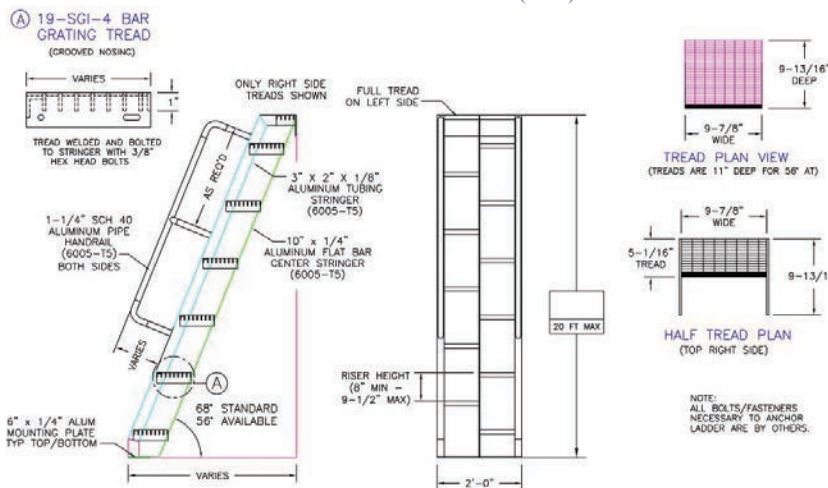 A 19-SGI-4 BAR
GRATING TREAD
(GROOVED NOSING)
VARIES
1"
TREAD WELDED AND BOLTED
TO STRINGER WITH 3/8"
HEX HEAD BOLTS
ONLY RIGHT SIDE
TREADS SHOWN
AS REQ'D
3" X 2" X 1/8"
ALUMINUM TUBING
STRINGER
(6005-T5)
1-1/4" SCH 40
ALUMINUM PIPE
HANDRAIL
(6005-T5)
BOTH SIDES
10" x 1/4"
ALUMINUM FLAT BAR
CENTER STRINGER
(6005-T5)
VARIES
A
68° STANDARD
56° AVAILABLE
6" x 1/4" ALUM
MOUNTING PLATE
TYP TOP/BOTTOM
VARIES
FULL TREAD
ON LEFT SIDE
20 FT MAX
RISER HEIGHT
(8" MIN –
9-1/2" MAX)
2'-0"
9-13/16"
DEEP
9-7/8"
WIDE
TREAD PLAN VIEW
(TREADS ARE 11" DEEP FOR 56° AT)
9-7/8"
WIDE
5-1/16"
TREAD
9-13/1
HALF TREAD PLAN
(TOP RIGHT SIDE)
NOTE:
ALL BOLTS/FASTENERS
NECESSARY TO ANCHOR
LADDER ARE BY OTHERS.